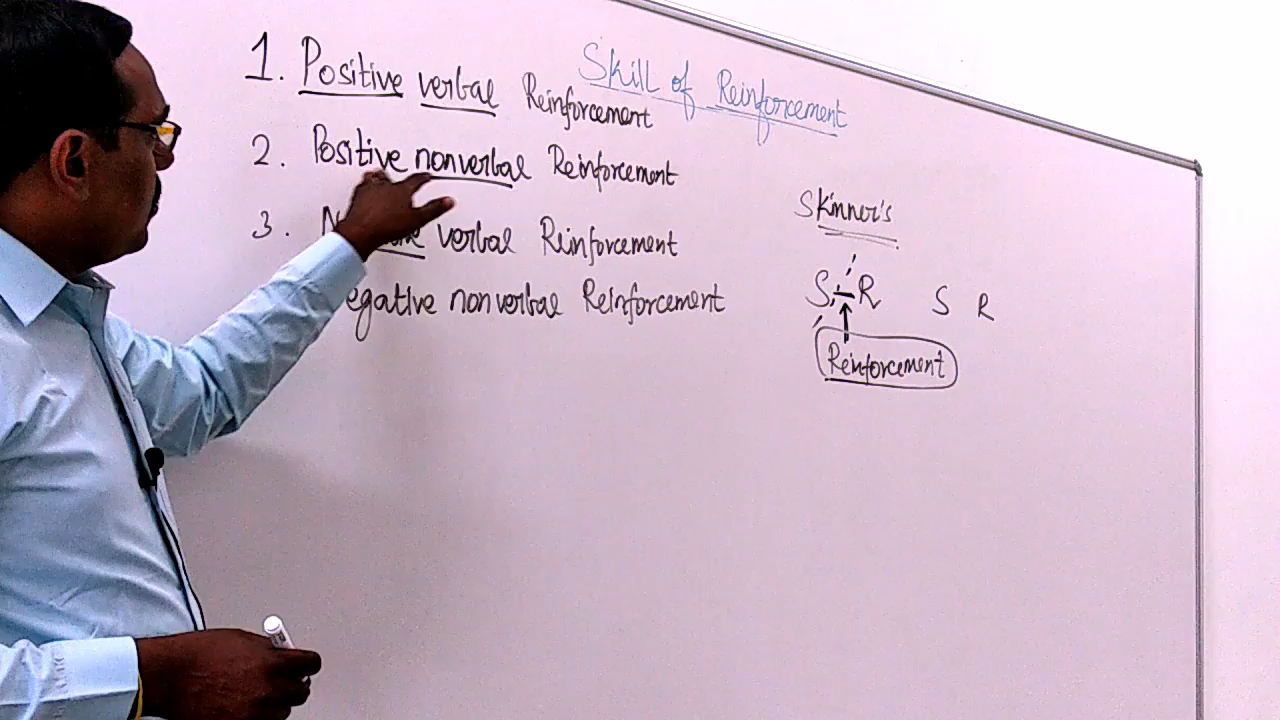 Skill of Reinforcement
1. Positive verbal Reinforcement
2. Positive nonverbal Reinforcement
3. verbal Reinforcement
egative nonverbal Reinforcement
Skinner's
S-R S R
Reinforcement